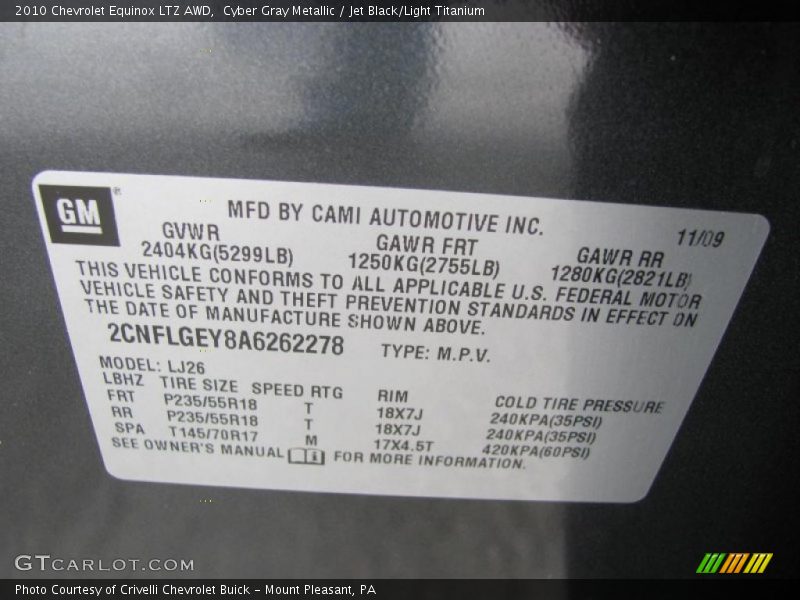 2010 Chevrolet Equinox LTZ AWD,  Cyber Gray Metallic / Jet Black/Light Titanium
GM®
MFD BY CAMI AUTOMOTIVE INC.
11/09
GVWR GAWR FRT GAWR RR
2404KG(5299LB) 1250KG(2755LB) 1280KG(2821LB)
THIS VEHICLE CONFORMS TO ALL APPLICABLE U.S. FEDERAL MOTOR
VEHICLE SAFETY AND THEFT PREVENTION STANDARDS IN EFFECT ON
THE DATE OF MANUFACTURE SHOWN ABOVE.
2CNFLGEY8A6262278 TYPE: M.P.V.
MODEL: LJ26
LBHZ TIRE SIZE SPEED RTG RIM COLD TIRE PRESSURE
FRT P235/55R18 T 18X7J 240KPA(35PSI)
RR P235/55R18 T 18X7J 240KPA(35PSI)
SPA T145/70R17 M 17X4.5T 420KPA(60PSI)
SEE OWNER'S MANUAL FOR MORE INFORMATION.
GTCARLOT.COM
Photo Courtesy of Crivelli Chevrolet Buick - Mount Pleasant, PA